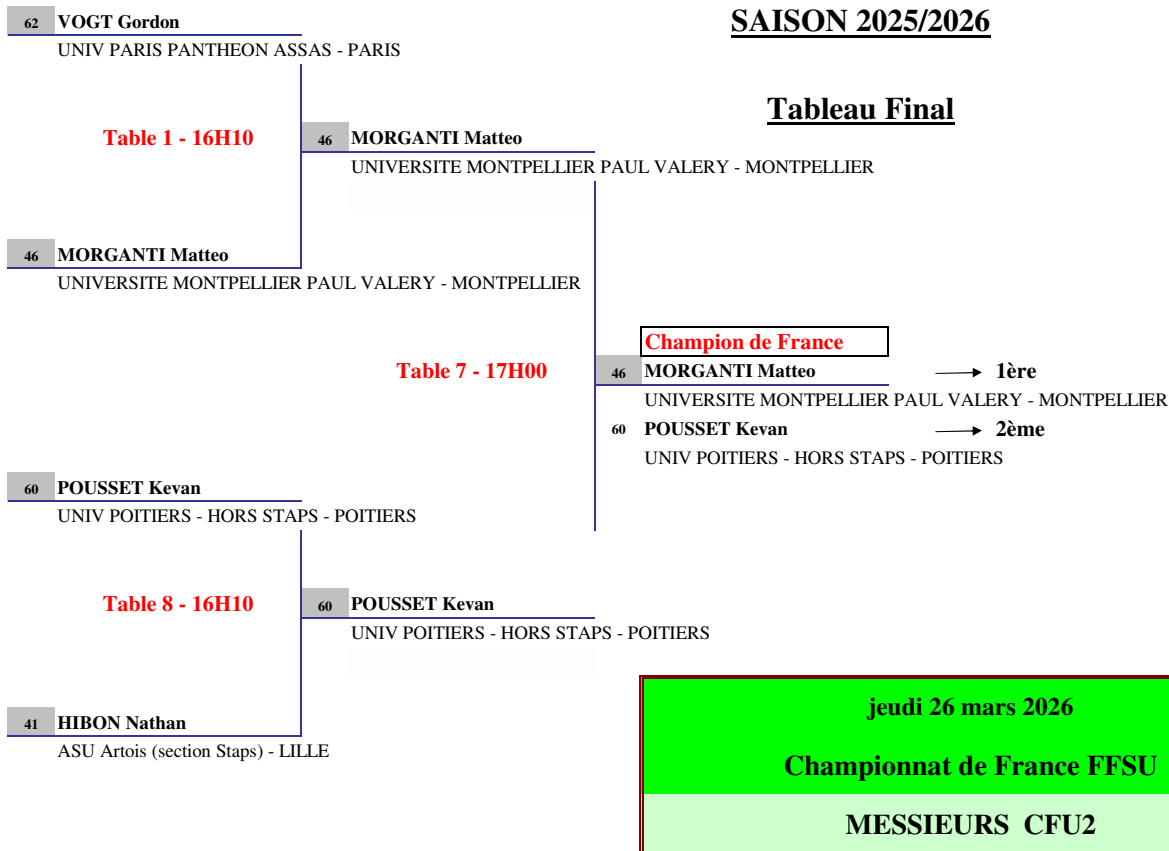 62 VOGT Gordon
UNIV PARIS PANTHEON ASSAS - PARIS
SAISON 2025/2026
Tableau Final
Table 1 - 16H10
46 MORGANTI Matteo
UNIVERSITE MONTPELLIER PAUL VALERY - MONTPELLIER
46 MORGANTI Matteo
UNIVERSITE MONTPELLIER PAUL VALERY - MONTPELLIER
Champion de France
Table 7 - 17H00
46 MORGANTI Matteo 1ère
UNIVERSITE MONTPELLIER PAUL VALERY - MONTPELLIER
60 POUSSET Kevan 2ème
UNIV POITIERS - HORS STAPS - POITIERS
60 POUSSET Kevan
UNIV POITIERS - HORS STAPS - POITIERS
Table 8 - 16H10
60 POUSSET Kevan
UNIV POITIERS - HORS STAPS - POITIERS
41 HIBON Nathan
ASU Artois (section Staps) - LILLE
jeudi 26 mars 2026
Championnat de France FFSU
MESSIEURS CFU2